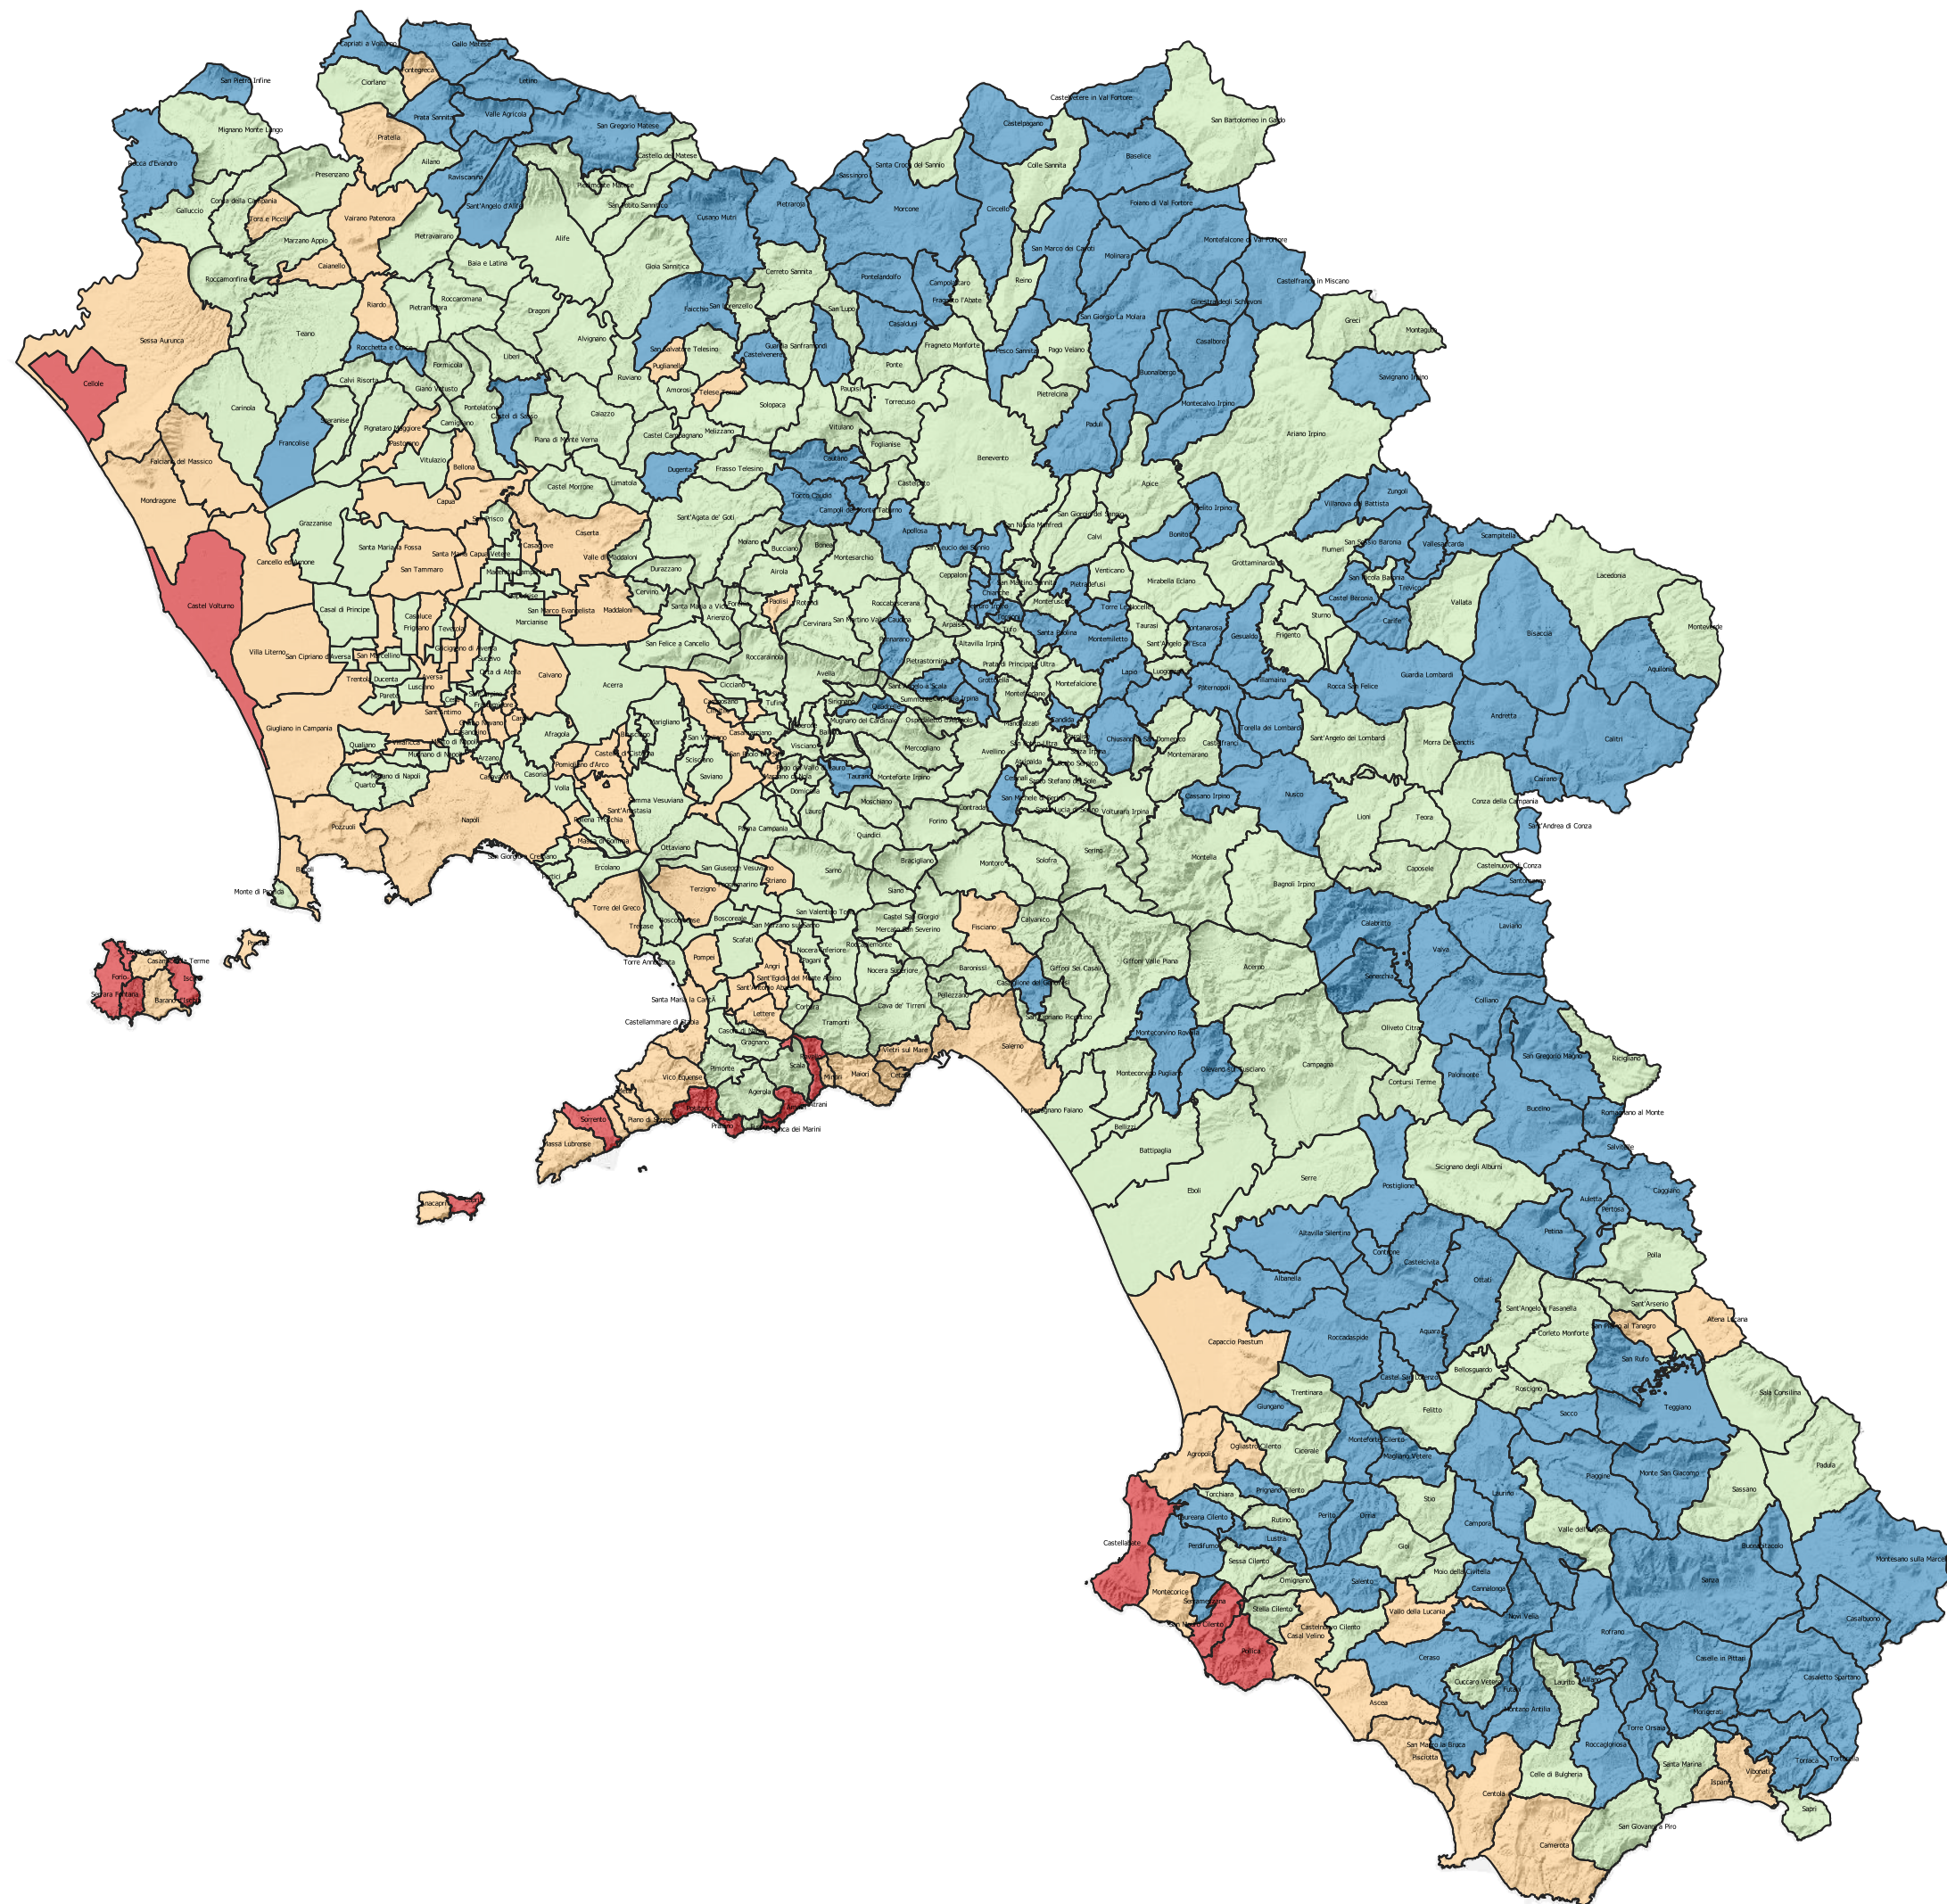 Capriati a Volturno
Gallo Matese
Fontegreca
San Pietro Infine
Ciorlano
Letino
Castelvetere in Val Fortore
Prata Sannita
Valle Agricola
San Gregorio Matese
Castelpagano
San Bartolomeo in Galdo
Mignano Monte Lungo
Pratella
Castello del Matese
Baselice
Rocca d'Evandro
Ailano
Santa Croce del Sannio
Colle Sannita
Presenzano
Raviscanina
Piedimonte Matese
Sassinoro
Conca della Campania
Sant'Angelo d'Alife
San Potito Sannitico
Pietraroja
Morcone
Circello
Foiano di Val Fortore
Galluccio
Tora e Piccilli
Vairano Patenora
Cusano Mutri
Marzano Appio
Pietravairano
Alife
San Marco dei Cavoti
Montefalcone di Val Fortore
Caianello
Baia e Latina
Gioia Sannitica
Cerreto Sannita
Pontelandolfo
Molinara
Roccamonfina
Campolattaro
Reino
Castelfranco in Miscano
Riardo
Roccaromana
Pietramelara
Dragoni
Faicchio
San Lorenzello
San Lupo
Fragneto l'Abate
Ginestra degli Schiavoni
Sessa Aurunca
Teano
Alvignano
Casalduni
San Giorgio La Molara
Greci
Montaguto
Rocchetta e Croce
Liberi
San Salvatore Telesino
Castelvenere
Guardia Sanframondi
Fragneto Monforte
Pesco Sannita
Pago Veiano
Casalbore
Formicola
Puglianello
Ponte
Cellole
Calvi Risorta
Giano Vetusto
Ruviano
Amorosi
Telese Terme
Paupisi
Buonalbergo
Savignano Irpino
Carinola
Sparanise
Pontelatone
Castel di Sasso
Caiazzo
Solopaca
Torrecuso
Pietrelcina
Montecalvo Irpino
Pignataro Maggiore
Camigliano
Piana di Monte Verna
Castel Campagnano
Melizzano
Vitulano
Paduli
Ariano Irpino
Francolise
Pastorano
Foglianise
Falciano del Massico
Vitulazio
Bellona
Dugenta
Frasso Telesino
Cautano
Benevento
Castel Morrone
Limatola
Castelpoto
Apice
Mondragone
Capua
Tocco Caudio
Campoli del Monte Taburno
Melito Irpino
Villanova del Battista
Zungoli
Grazzanise
San Prisco
Sant'Agata de' Goti
San Giorgio del Sannio
Caserta
Apollosa
San Nicola Manfredi
Bonito
Scampitella
Santa Maria la Fossa
Santa Maria Capua Vetere
Casagiove
Moiano
Bucciano
Bonea
San Leucio del Sannio
Calvi
Flumeri
San Sossio Baronia
Vallesaccarda
Cancello ed Arnone
San Tammaro
Valle di Maddaloni
Durazzano
Airola
Montesarchio
Ceppaloni
Venticano
Grottaminarda
Mirabella Eclano
San Nicola Baronia
Trevico
Lacedonia
Castel Volturno
Casal di Principe
Casaluce
San Marco Evangelista
Maddaloni
Cervino
Santa Maria a Vico
Forchia
Paolisi
Rotondi
Roccabascerana
San Martino Sannita
Chianche
Pietradefusi
Castel Baronia
Vallata
Frignano
Teverola
Marcianise
Arienzo
Cervinara
San Martino Valle Caudina
Arpaise
Montefusco
Torre Le Nocelle
Taurasi
Fontanarosa
Gesualdo
Sturno
Carife
Bisaccia
Monteverde
Villa Literno
San Cipriano d'Aversa
San Marcellino
Gricignano di Aversa
San Felice a Cancello
Roccarainola
Pannarano
Altavilla Irpina
Tufo
Santa Paolina
Montemiletto
Sant'Angelo all'Esca
Frigento
Trentola
Ducenta
Aversa
Succivo
Orta di Atella
Caivano
Acerra
Avella
Pietrastornina
Prata di Principato Ultra
Lapio
Luogosano
Villamaina
Rocca San Felice
Guardia Lombardi
Aquilonia
Parete
Lusciano
Cicciano
Sirignano
Sant'Angelo a Scala
Grottolella
Montefalcione
Paternopoli
Cesa
Tufino
Quadrelle
Summonte
Capriglia Irpina
Montefredane
Andretta
Giugliano in Campania
Sant'Antimo
Marigliano
Mugnano del Cardinale
Ospedaletto d'Alpinolo
Manocalzati
Candida
Torella dei Lombardi
Calitri
Qualiano
Villaricca
Afragola
Casamarciano
Visciano
Mercogliano
Avellino
Chiusano di San Domenico
Castelfranci
Sant'Angelo dei Lombardi
Morra De Sanctis
Marano di Napoli
Mugnano di Napoli
Arzano
Casoria
Pomigliano d'Arco
Scisciano
Saviano
Taurano
Monteforte Irpino
Montemarano
Cairano
Quarto
Casavatore
Volla
Somma Vesuviana
Domicella
Lauro
Moschiano
Cesinali
Santo Stefano del Sole
Cassano Irpino
Nusco
Conza della Campania
Napoli
Sant'Anastasia
Pollena Trocchia
Palma Campania
Quindici
Forino
Contrada
San Michele di Serino
Santa Lucia di Serino
Volturara Irpina
Lioni
Teora
Sant'Andrea di Conza
Pozzuoli
Massa di Somma
Ottaviano
San Giorgio a Cremano
Bracigliano
Montoro
Solofra
Serino
Montella
Caposele
Castelnuovo di Conza
Bacoli
Monte di Procida
Portici
Ercolano
San Giuseppe Vesuviano
Terzigno
Poggiomarino
Striano
Sarno
Siano
Bagnoli Irpino
Santomenna
Torre del Greco
Boscotrecase
Boscoreale
San Valentino Torio
Castel San Giorgio
Fisciano
Calvanico
Calabritto
Laviano
Trecase
San Marzano sul Sarno
Mercato San Severino
Procida
Scafati
Nocera Inferiore
Roccapiemonte
Giffoni Valle Piana
Valva
Lacco Ameno
Casamicciola Terme
Torre Annunziata
Pompei
Angri
Pagani
Nocera Superiore
Baronissi
Giffoni Sei Casali
Acerno
Senerchia
Forio
Ischia
Sant'Egidio del Monte Albino
Castiglione del Genovesi
Serrara Fontana
Barano d'Ischia
Santa Maria la CaritÃ
Sant'Antonio Abate
Corbara
Cava de' Tirreni
Pellezzano
Colliano
Castellammare di Stabia
Lettere
Tramonti
San Cipriano Picentino
Montecorvino Rovella
Oliveto Citra
Casola di Napoli
Gragnano
Ravello
Vietri sul Mare
Salerno
San Gregorio Magno
Ricigliano
Pimonte
Scala
Minori
Maiori
Cetara
Montecorvino Pugliano
Olevano sul Tusciano
Campagna
Contursi Terme
Palomonte
Vico Equense
Agerola
Atrani
Positano
Pontecagnano Faiano
Buccino
Romagnano al Monte
Sorrento
Piano di Sorrento
Praiano
Conca dei Marini
Bellizzi
Massa Lubrense
Battipaglia
Salvitelle
Sicignano degli Alburni
Serre
Postiglione
Eboli
Auletta
Caggiano
Anacapri
Capri
Pertosa
Altavilla Silentina
Controne
Petina
Castelcivita
Polla
Albanella
Ottati
Sant'Angelo a Fasanella
Sant'Arsenio
Capaccio Paestum
Roccadaspide
Aquara
Corleto Monforte
San Pietro al Tanagro
Atena Lucana
Bellosguardo
San Rufo
Castel San Lorenzo
Trentinara
Roscigno
Sala Consilina
Giungano
Felitto
Sacco
Teggiano
Agropoli
Ogliastro Cilento
Cicerale
Monteforte Cilento
Magliano Vetere
Piaggine
Monte San Giacomo
Padula
Prignano Cilento
Torchiara
Stio
Laurino
Sassano
Laureana Cilento
Rutino
Perito
Orria
Campora
Valle dell'Angelo
Castellabate
Perdifumo
Lustra
Gioi
Buonabitacolo
Sessa Cilento
Moio della Civitella
Montesano sulla Marcel
Montecorice
Omignano
Salento
Cannalonga
Sanza
Serramezzana
Stella Cilento
Vallo della Lucania
Novi Velia
Casalbuono
San Mauro Cilento
Castelnuovo Cilento
Casal Velino
Rofrano
Pollica
Ceraso
Caselle in Pittari
Cuccaro Vetere
Futani
Laurito
Alfano
Casaletto Spartano
Ascea
Montano Antilia
Morigerati
Torre Orsaia
San Mauro la Bruca
Pisciotta
Roccagloriosa
Torraca
Tortorella
Santa Marina
Vibonati
Celle di Bulgheria
Ispani
Centola
Sapri
San Giovanni a Piro
Camerota